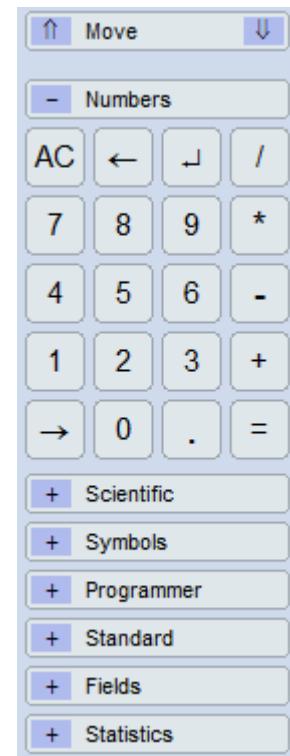 ⇑ Move ⇓
− Numbers
AC ← ↵ /
7 8 9 *
4 5 6 -
1 2 3 +
→ 0 . =
+ Scientific
+ Symbols
+ Programmer
+ Standard
+ Fields
+ Statistics